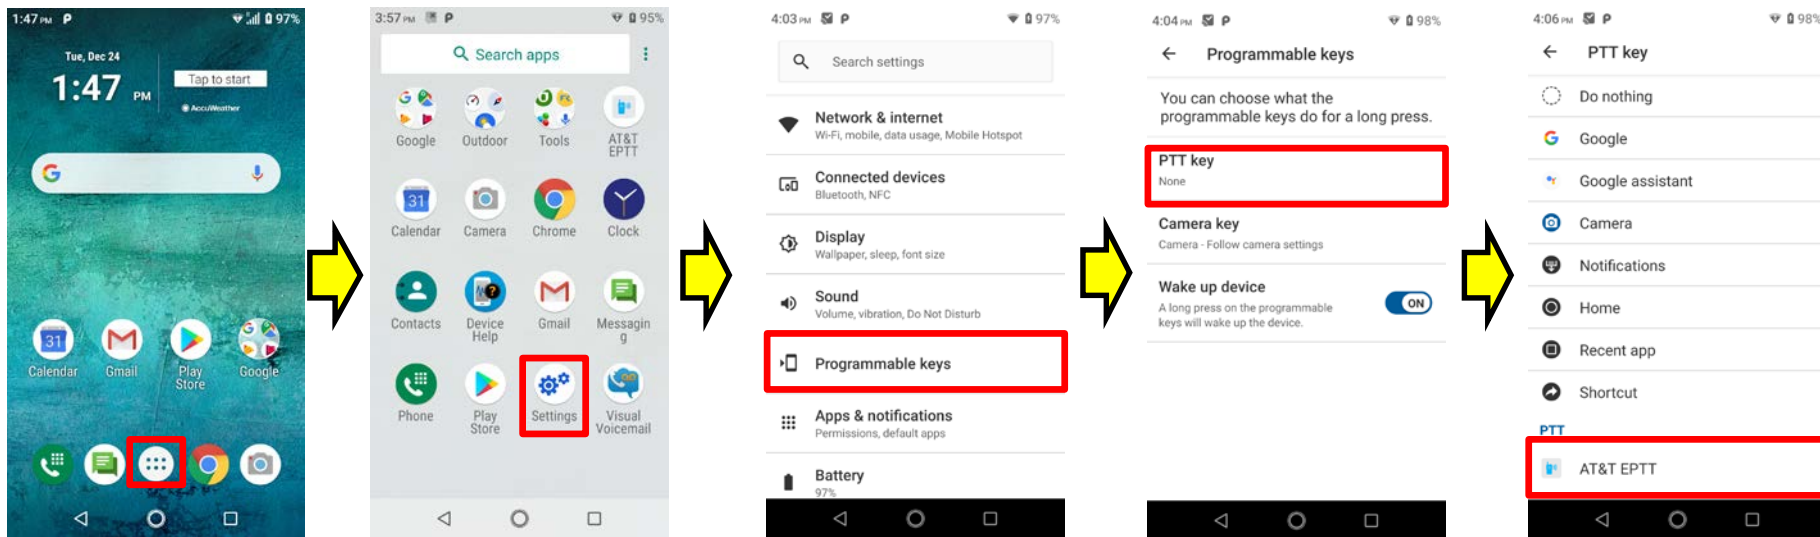 1:47 PM P 97%
Tue, Dec 24
1:47 PM
Tap to start
AccuWeather
Calendar
Gmail
Play
Store
Google
3:57 PM P 95%
Search apps
Google
Outdoor
Tools
AT&T
EPTT
31
Calendar
Camera
Chrome
Clock
Contacts
Device
Help
Gmail
Messagin
g
Phone
Play
Store
Settings
Visual
Voicemail
4:03 PM P 97%
Search settings
Network & internet
Wi-Fi, mobile, data usage, Mobile Hotspot
Connected devices
Bluetooth, NFC
Display
Wallpaper, sleep, font size
Sound
Volume, vibration, Do Not Disturb
Programmable keys
Apps & notifications
Permissions, default apps
Battery
97%
4:04 PM P 98%
Programmable keys
You can choose what the
programmable keys do for a long press.
PTT key
None
Camera key
Camera - Follow camera settings
Wake up device
A long press on the programmable
keys will wake up the device.
ON
4:06 PM P 98%
PTT key
Do nothing
Google
Google assistant
Camera
Notifications
Home
Recent app
Shortcut
PTT
AT&T EPTT